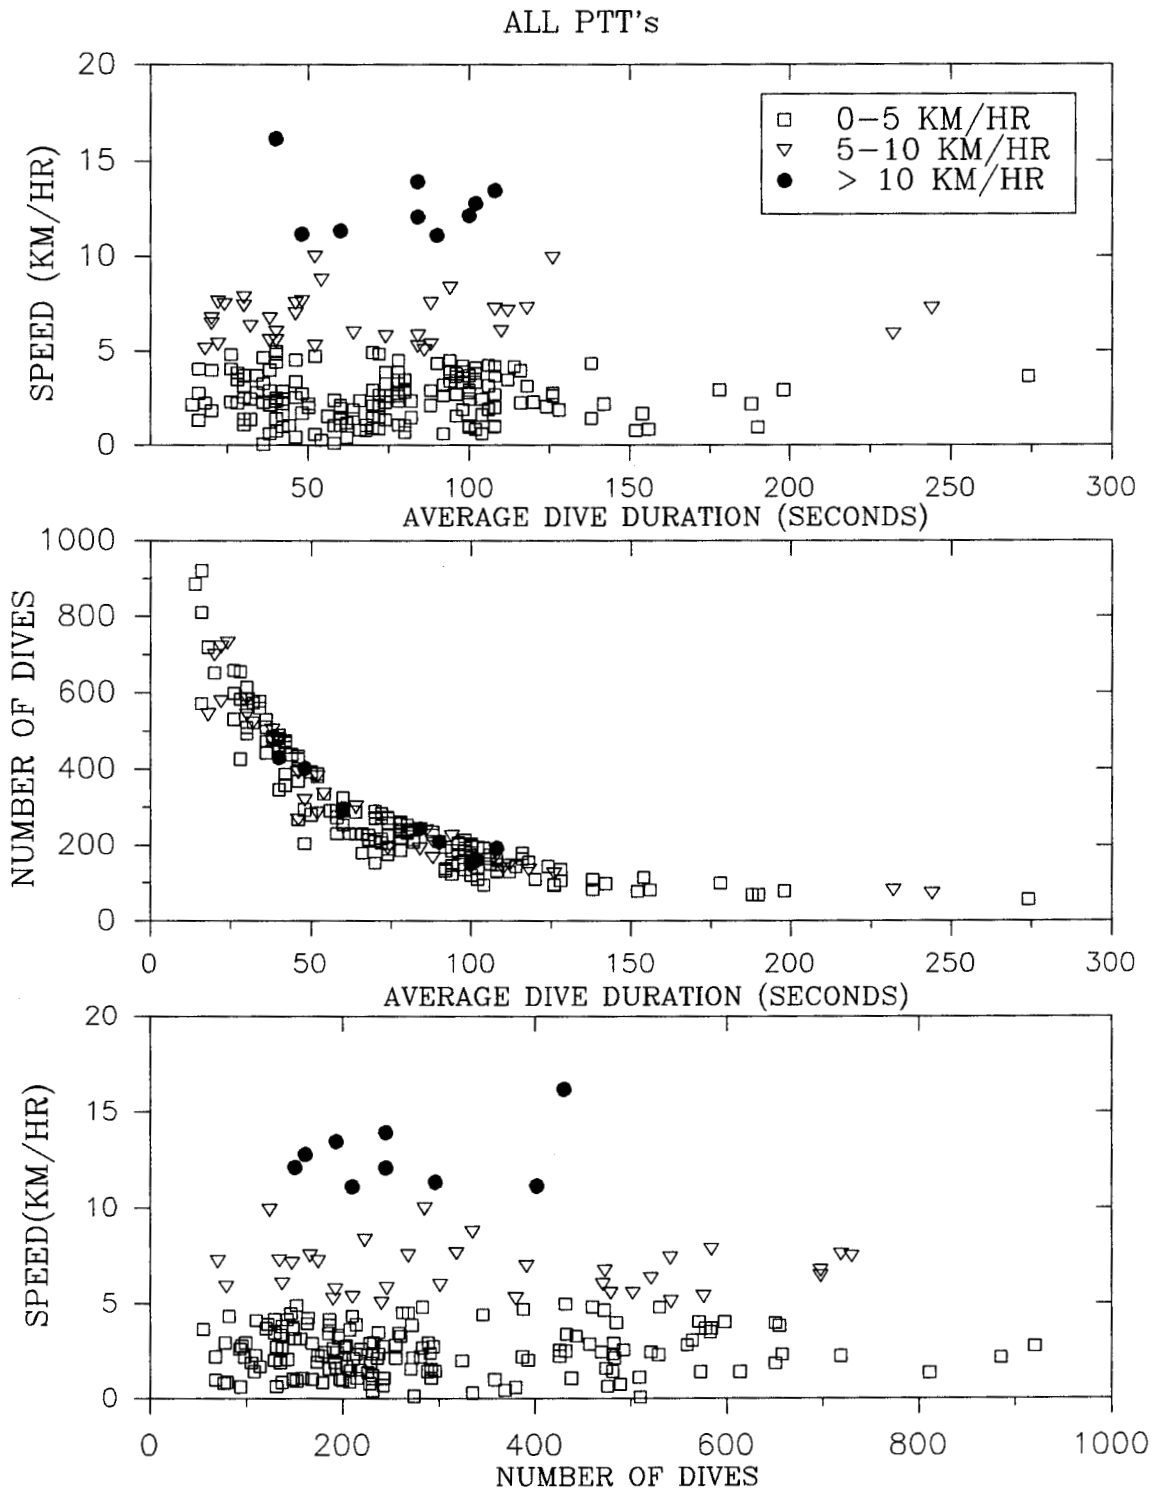 ALL PTT's
20
15
10
5
0
SPEED (KM/HR)
0-5 KM/HR
5-10 KM/HR
> 10 KM/HR
50 100 150 200 250 300
AVERAGE DIVE DURATION (SECONDS)
1000
800
600
400
200
0
NUMBER OF DIVES
0 50 100 150 200 250 300
AVERAGE DIVE DURATION (SECONDS)
20
15
10
5
0
SPEED(KM/HR)
0 200 400 600 800 1000
NUMBER OF DIVES